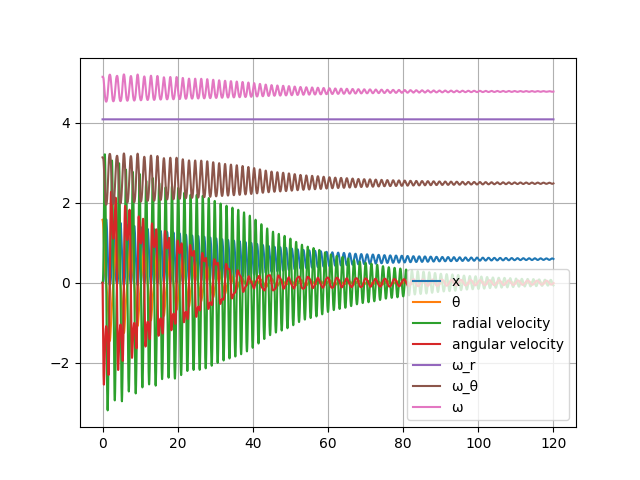 4
2
0
−2
0
20
40
60
80
100
120
x
θ
radial velocity
angular velocity
ω_r
ω_θ
ω